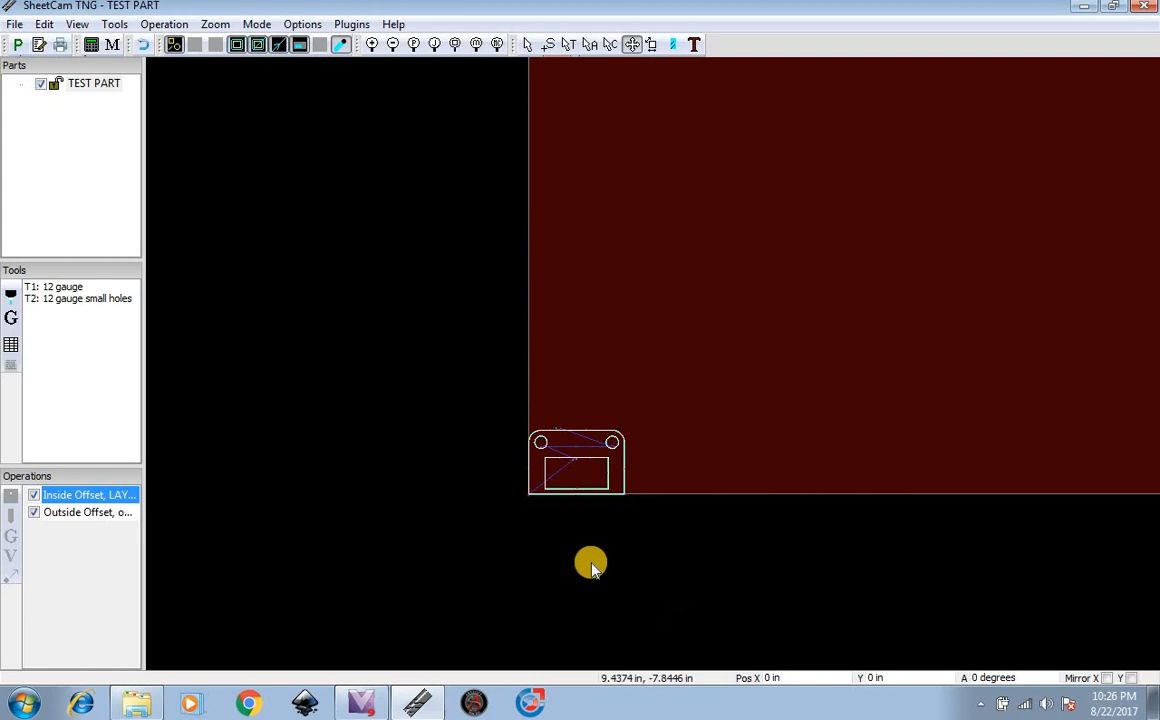 SheetCam TNG - TEST PART
File Edit View Tools Operation Zoom Mode Options Plugins Help
P M T
Parts
TEST PART
Tools
T1: 12 gauge
T2: 12 gauge small holes
G
Operations
Inside Offset, LAY...
Outside Offset, o...
G
V
9.4374 in, -7.8446 in Pos X 0 in Y 0 in A 0 degrees Mirror X Y
10:26 PM
8/22/2017